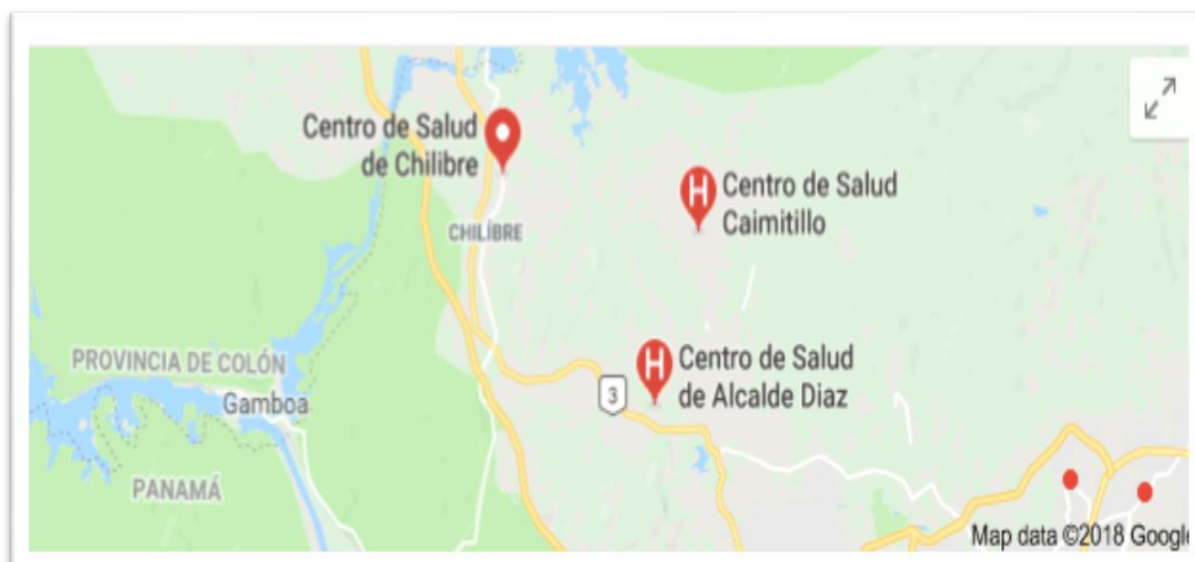 Centro de Salud
de Chilibre
Centro de Salud
Caimitillo
CHILÍBRE
Centro de Salud
de Alcalde Diaz
PROVINCIA DE COLÓN
3
Gamboa
PANAMÁ
Map data ©2018 Google